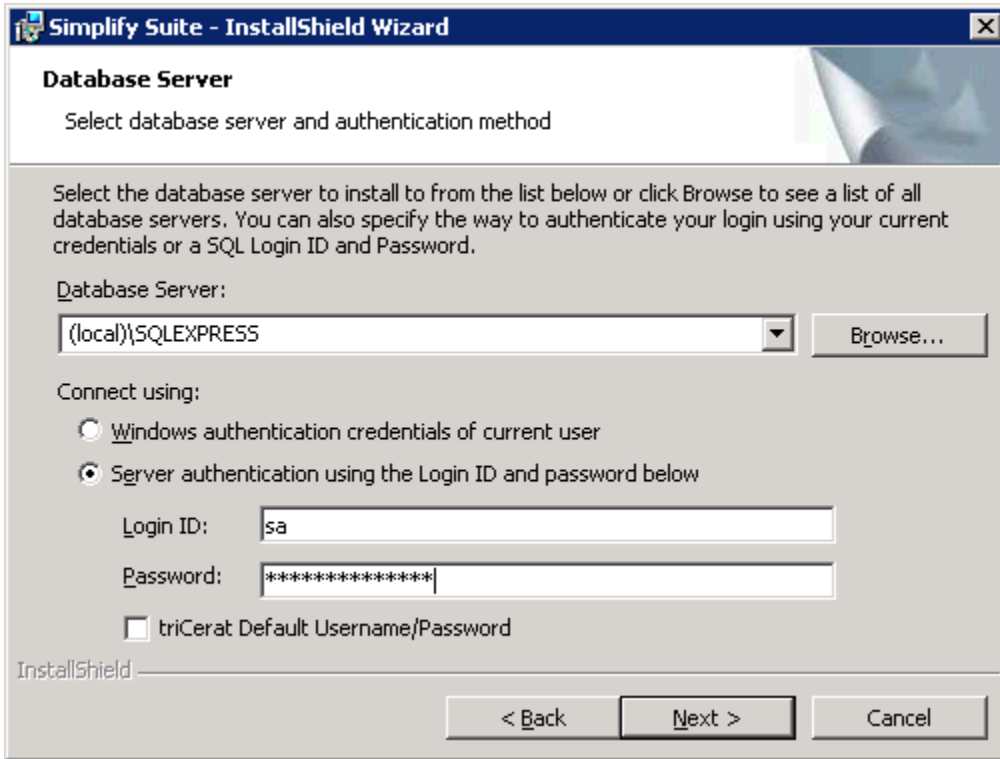 Simplify Suite - InstallShield Wizard
Database Server
Select database server and authentication method
Select the database server to install to from the list below or click Browse to see a list of all
database servers. You can also specify the way to authenticate your login using your current
credentials or a SQL Login ID and Password.
Database Server:
(local)\SQLEXPRESS
Browse...
Connect using:
Windows authentication credentials of current user
Server authentication using the Login ID and password below
Login ID:
sa
Password:
**************
triCerat Default Username/Password
InstallShield
< Back
Next >
Cancel